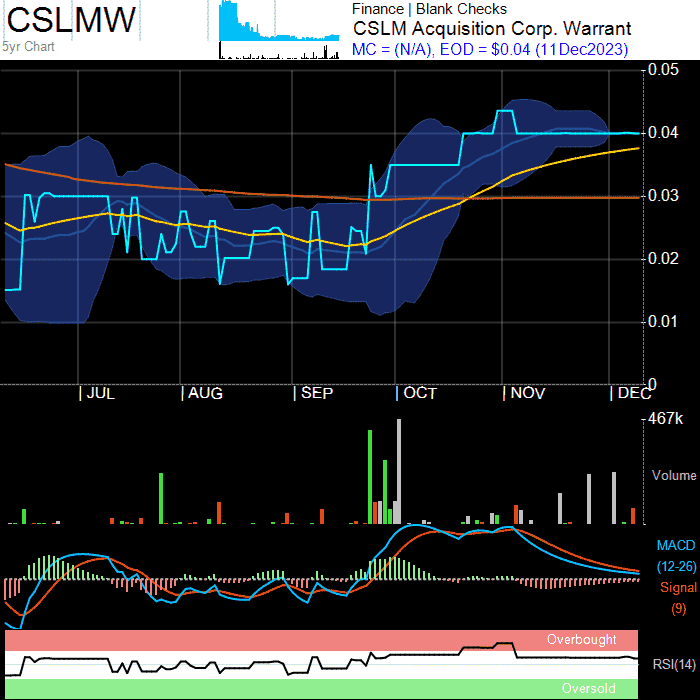 CSLMW
5yr Chart
Finance | Blank Checks
CSLM Acquisition Corp. Warrant
MC = (N/A), EOD = $0.04 (11Dec2023)
0.05
0.04
0.03
0.02
0.01
0
| JUL | AUG | SEP | OCT | NOV | DEC
467k
Volume
MACD
(12-26)
Signal
(9)
Overbought
RSI(14)
Oversold